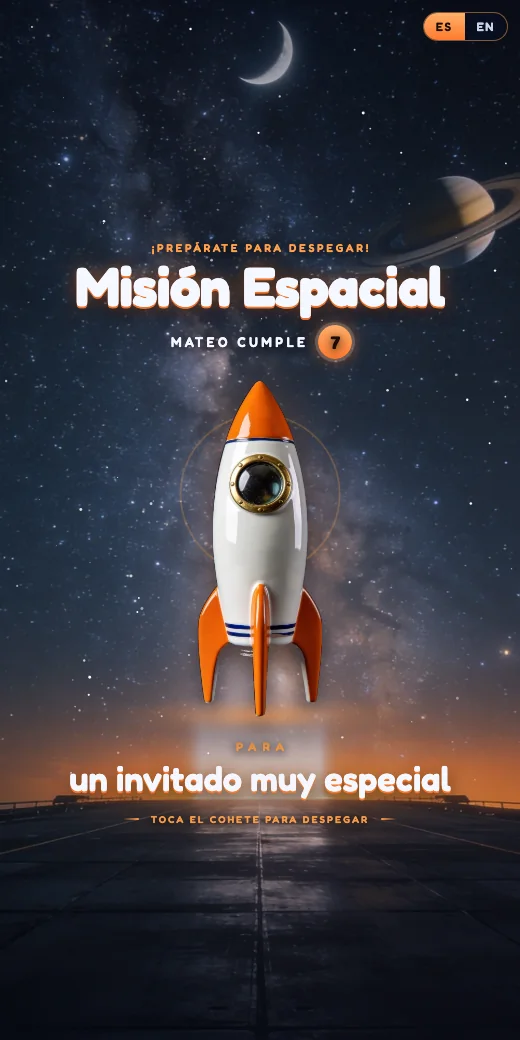 ES EN
¡PREPÁRATE PARA DESPEGAR!
Misión Espacial
MATEO CUMPLE 7
PARA
un invitado muy especial
TOCA EL COHETE PARA DESPEGAR